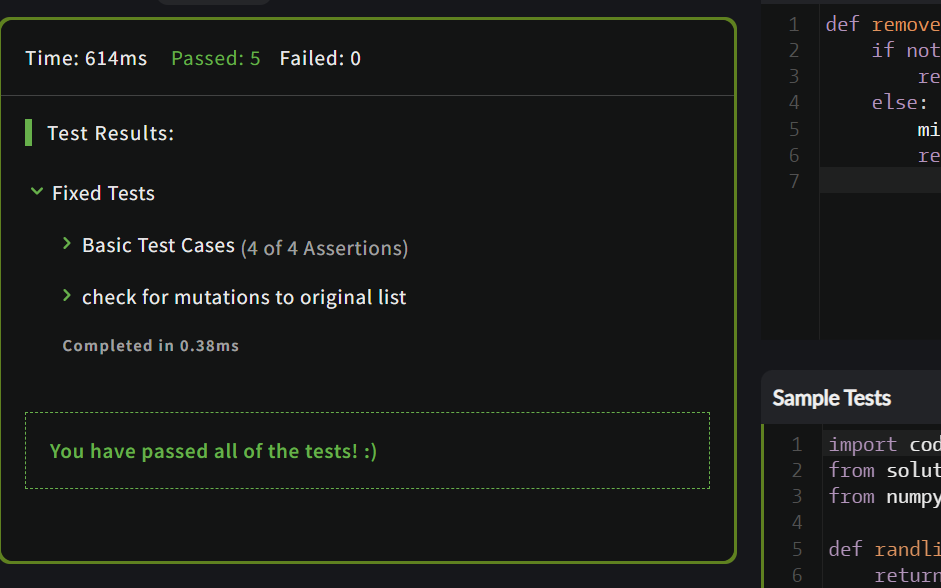 Time: 614ms Passed: 5 Failed: 0
Test Results:
Fixed Tests
Basic Test Cases (4 of 4 Assertions)
check for mutations to original list
Completed in 0.38ms
You have passed all of the tests! :)
1 def remove
2 if not
3 re
4 else:
5 mi
6 re
7
Sample Tests
1 import cod
2 from solut
3 from numpy
4
5 def randli
6 return